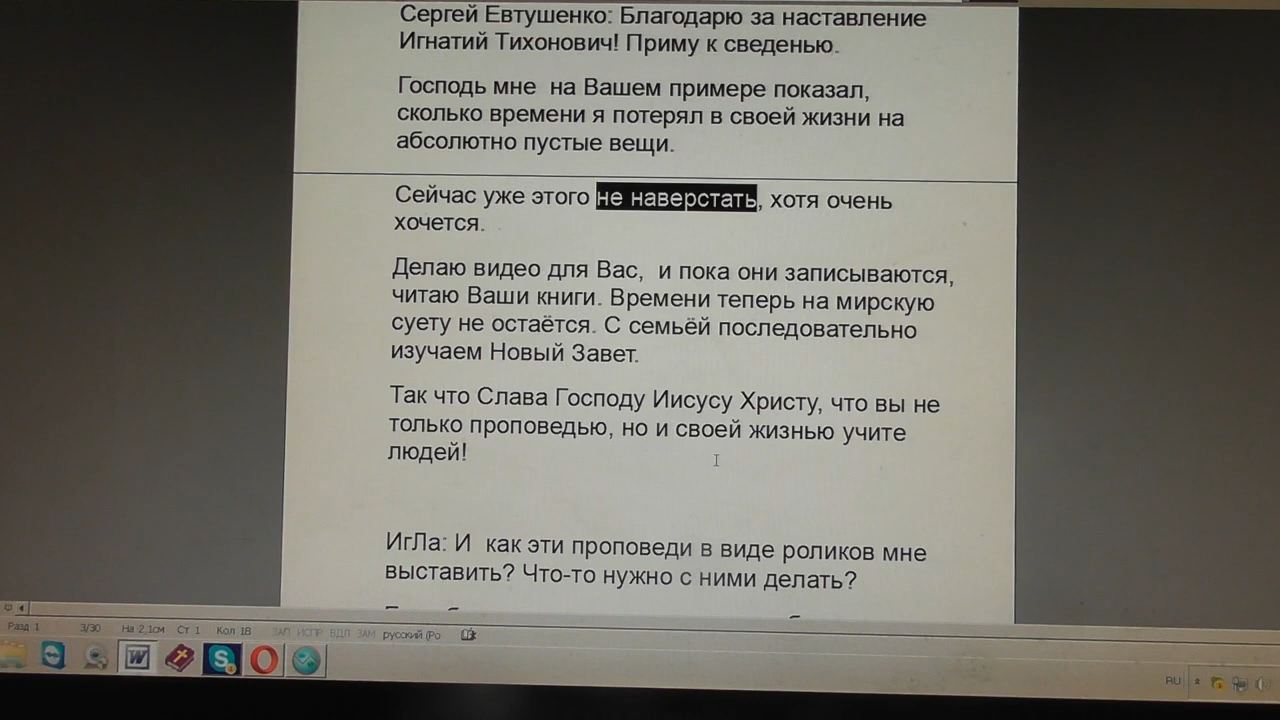 Сергей Евтушенко: Благодарю за наставление
Игнатий Тихонович! Приму к сведенью.
Господь мне на Вашем примере показал,
сколько времени я потерял в своей жизни на
абсолютно пустые вещи.
Сейчас уже этого не наверстать, хотя очень
хочется.
Делаю видео для Вас, и пока они записываются,
читаю Ваши книги. Времени теперь на мирскую
суету не остаётся. С семьёй последовательно
изучаем Новый Завет.
Так что Слава Господу Иисусу Христу, что вы не
только проповедью, но и своей жизнью учите
людей!
ИгЛа: И как эти проповеди в виде роликов мне
выставить? Что-то нужно с ними делать?
Разд 1 3/30 На 2,1см Ст 1 Кол 18 ЗАП ИСПР ВДЛ ЗАМ русский (Ро
RU